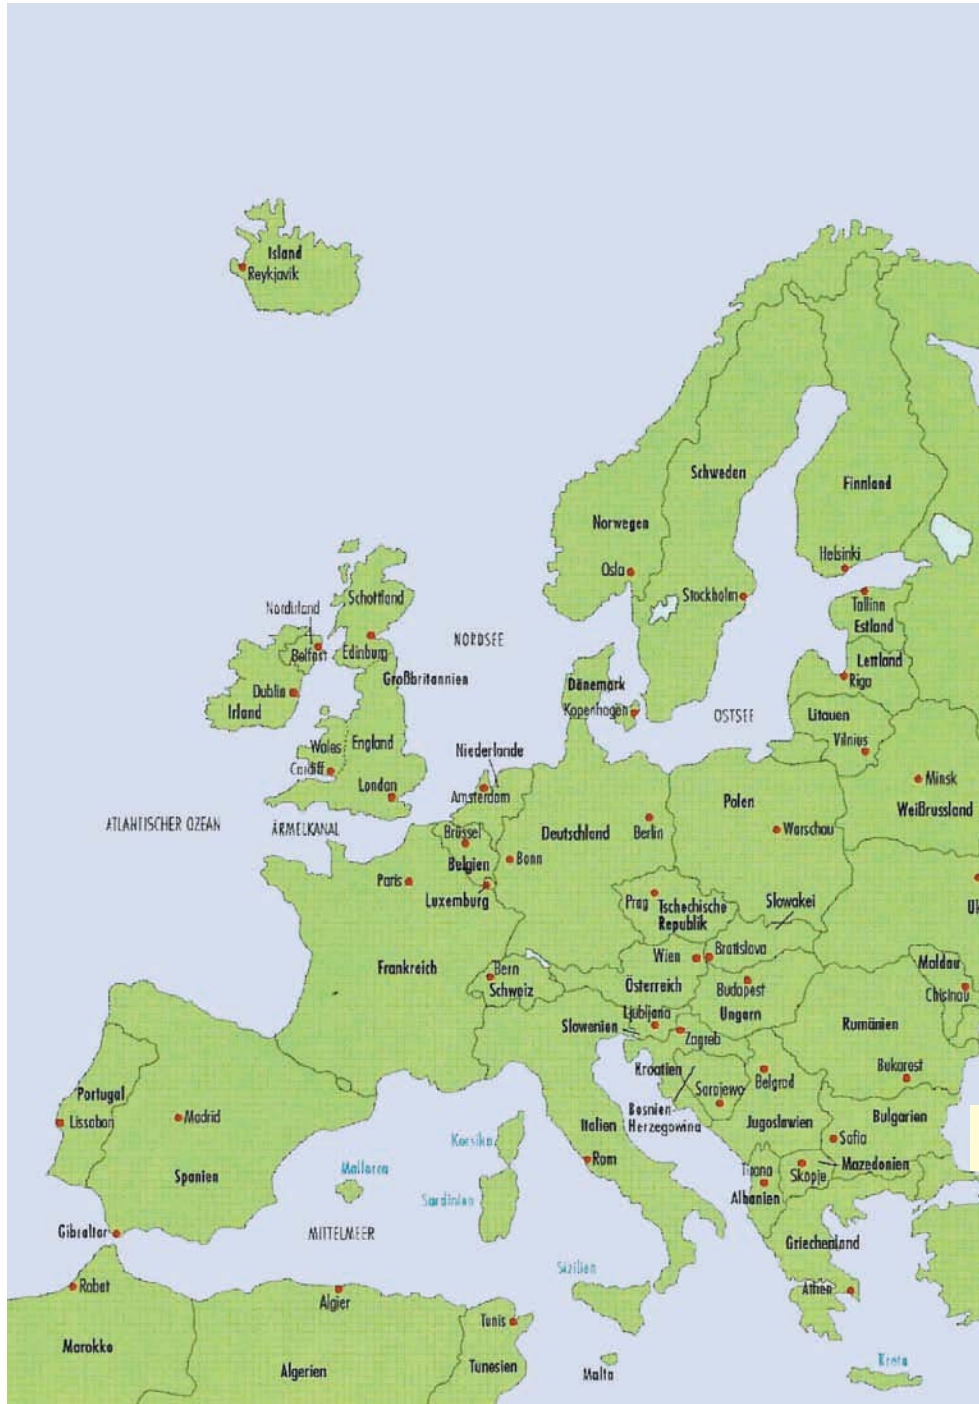 Island
Reykjavik
Schweden
Finnland
Norwegen
Helsinki
Osla
Stockholm
Tallinn
Estland
Schottland
Nordirland
NORDSEE
Belfast
Edinburg
Lettland
Großbritannien
Riga
Dänemark
Dublin
Kopenhagen
OSTSEE
Irland
Litauen
Wales
England
Vilnius
Niederlande
Cardiff
Minsk
London
Amsterdam
Polen
Weißrussland
ATLANTISCHER OZEAN
ÄRMELKANAL
Brüssel
Deutschland
Berlin
Warschau
Bonn
Belgien
Paris
Luxemburg
Prag
Tschechische
Republik
Slowakei
Uk
Wien
Bratislava
Moldau
Frankreich
Bern
Schweiz
Österreich
Budapest
Chisinau
Ljubljana
Ungarn
Slowenien
Zagreb
Rumänien
Kroatien
Belgrad
Bukarest
Portugal
Sarajewo
Lissabon
Madrid
Bosnien-
Herzegowina
Jugoslawien
Bulgarien
Italien
Sofia
Korsika
Rom
Mazedonien
Mallorca
Tirana
Skopje
Spanien
Sardinien
Albanien
Gibraltar
MITTELMEER
Griechenland
Sizilien
Rabat
Algier
Athen
Tunis
Marokko
Algerien
Tunesien
Malta
Kreta